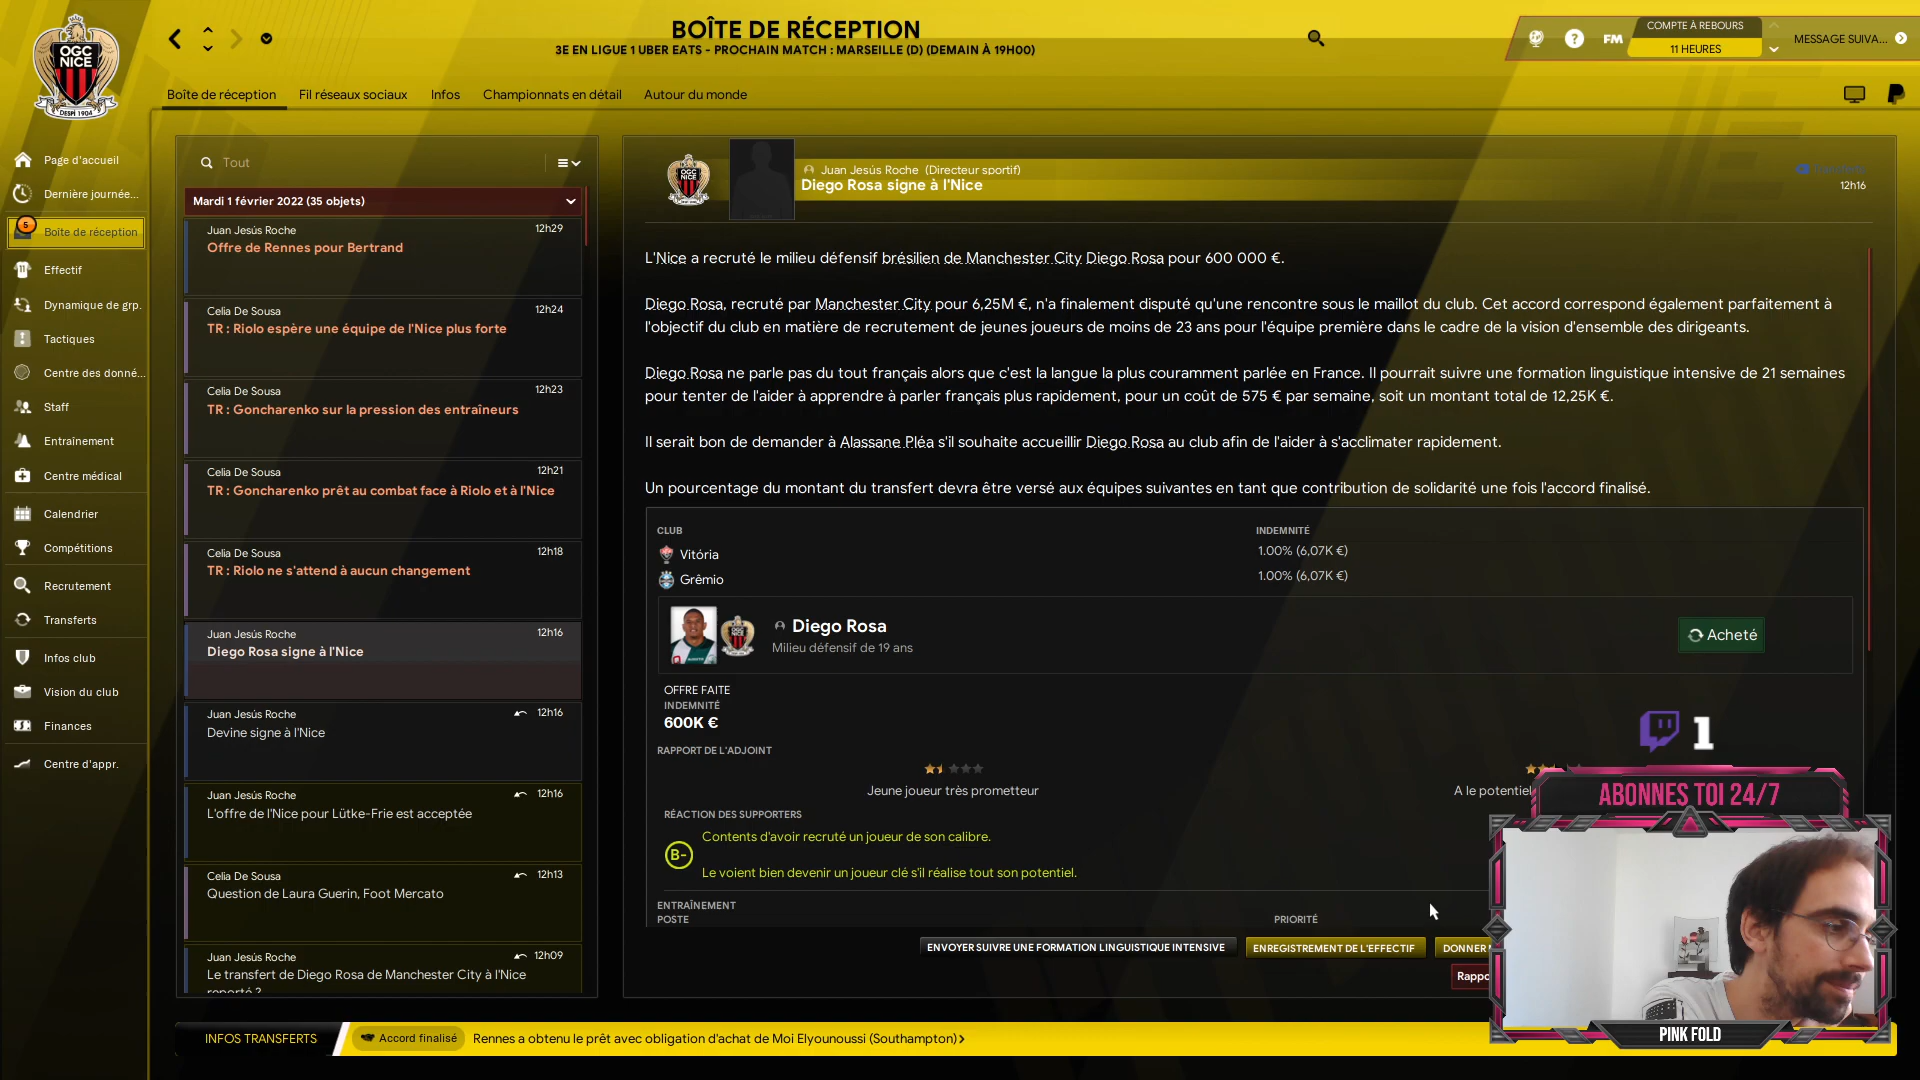 OGC
NICE
DESPÍ 1904
BOÎTE DE RÉCEPTION
3E EN LIGUE 1 UBER EATS - PROCHAIN MATCH : MARSEILLE (D) (DEMAIN À 19H00)
FM
COMPTE À REBOURS
11 HEURES
MESSAGE SUIVA...
Boîte de réception
Fil réseaux sociaux
Infos
Championnats en détail
Autour du monde
Page d'accueil
Dernière journée...
5
Boîte de réception
Effectif
Dynamique de grp.
Tactiques
Centre des donné...
Staff
Entraînement
Centre médical
Calendrier
Compétitions
Recrutement
Transferts
Infos club
Vision du club
Finances
Centre d'appr.
Tout
Mardi 1 février 2022 (35 objets)
Juan Jesús Roche 12h29
Offre de Rennes pour Bertrand
Celia De Sousa 12h24
TR : Riolo espère une équipe de l'Nice plus forte
Celia De Sousa 12h23
TR : Goncharenko sur la pression des entraîneurs
Celia De Sousa 12h21
TR : Goncharenko prêt au combat face à Riolo et à l'Nice
Celia De Sousa 12h18
TR : Riolo ne s'attend à aucun changement
Juan Jesús Roche 12h16
Diego Rosa signe à l'Nice
Juan Jesús Roche 12h16
Devine signe à l'Nice
Juan Jesús Roche 12h16
L'offre de l'Nice pour Lütke-Frie est acceptée
Celia De Sousa 12h13
Question de Laura Guerin, Foot Mercato
Juan Jesús Roche 12h09
Le transfert de Diego Rosa de Manchester City à l'Nice
reporté ?
Juan Jesús Roche (Directeur sportif)
Diego Rosa signe à l'Nice
Transferts
12h16
L'Nice a recruté le milieu défensif brésilien de Manchester City Diego Rosa pour 600 000 €.
Diego Rosa, recruté par Manchester City pour 6,25M €, n'a finalement disputé qu'une rencontre sous le maillot du club. Cet accord correspond également parfaitement à
l'objectif du club en matière de recrutement de jeunes joueurs de moins de 23 ans pour l'équipe première dans le cadre de la vision d'ensemble des dirigeants.
Diego Rosa ne parle pas du tout français alors que c'est la langue la plus couramment parlée en France. Il pourrait suivre une formation linguistique intensive de 21 semaines
pour tenter de l'aider à apprendre à parler français plus rapidement, pour un coût de 575 € par semaine, soit un montant total de 12,25K €.
Il serait bon de demander à Alassane Pléa s'il souhaite accueillir Diego Rosa au club afin de l'aider à s'acclimater rapidement.
Un pourcentage du montant du transfert devra être versé aux équipes suivantes en tant que contribution de solidarité une fois l'accord finalisé.
CLUB INDEMNITÉ
Vitória 1.00% (6,07K €)
Grêmio 1.00% (6,07K €)
Diego Rosa
Milieu défensif de 19 ans
Acheté
OFFRE FAITE
INDEMNITÉ
600K €
RAPPORT DE L'ADJOINT
Jeune joueur très prometteur
A le potentiel
RÉACTION DES SUPPORTERS
B-
Contents d'avoir recruté un joueur de son calibre.
Le voient bien devenir un joueur clé s'il réalise tout son potentiel.
ENTRAÎNEMENT
POSTE PRIORITÉ
ENVOYER SUIVRE UNE FORMATION LINGUISTIQUE INTENSIVE
ENREGISTREMENT DE L'EFFECTIF
DONNER
Rappo
1
ABONNES TOI 24/7
PINK FOLD
INFOS TRANSFERTS
Accord finalisé
Rennes a obtenu le prêt avec obligation d'achat de Moi Elyounoussi (Southampton)